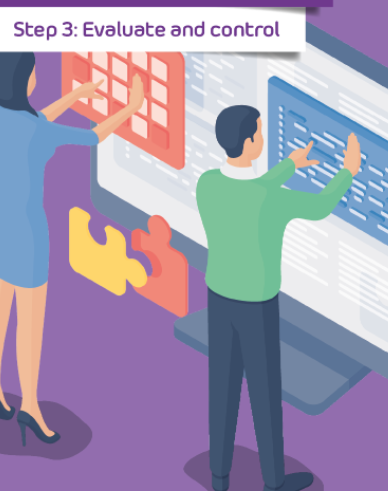 Step 3: Evaluate and control